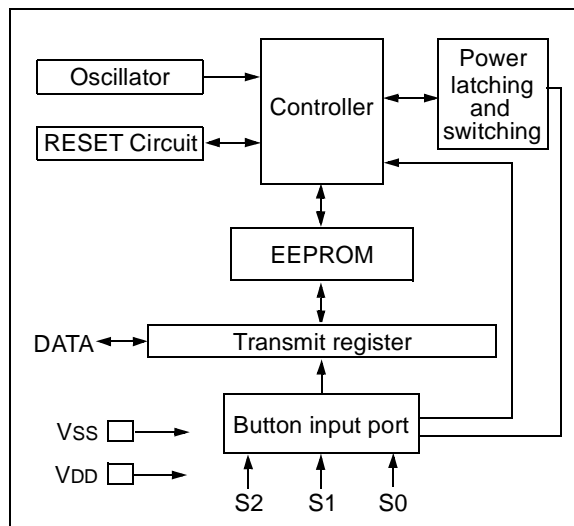 Oscillator
RESET Circuit
Controller
Power
latching
and
switching
EEPROM
DATA
Transmit register
Button input port
VSS
VDD
S2
S1
S0